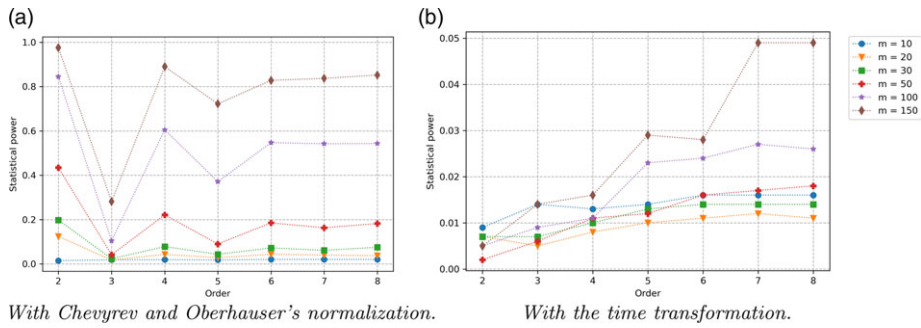 (a)
1.0
0.8
0.6
0.4
0.2
0.0
Statistical power
2 3 4 5 6 7 8
Order
With Chevyrev and Oberhauser's normalization.
(b)
0.05
0.04
0.03
0.02
0.01
0.00
Statistical power
2 3 4 5 6 7 8
Order
With the time transformation.
m = 10
m = 20
m = 30
m = 50
m = 100
m = 150